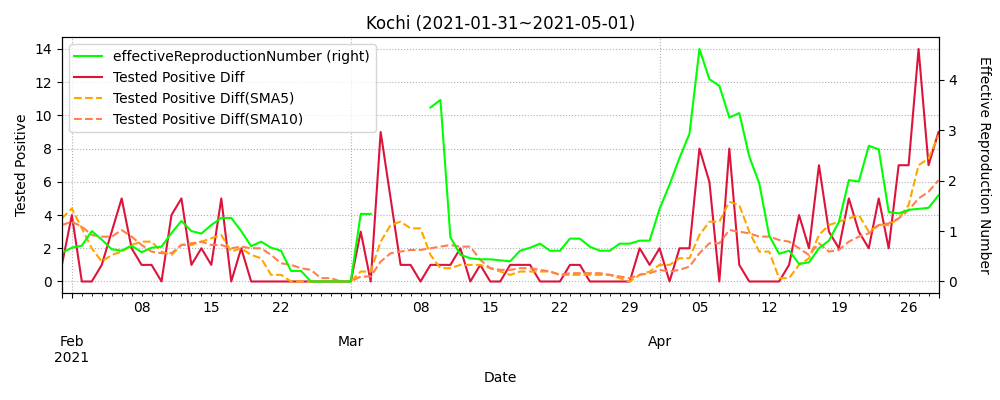 Kochi (2021-01-31~2021-05-01)
effectiveReproductionNumber (right)
Tested Positive Diff
Tested Positive Diff(SMA5)
Tested Positive Diff(SMA10)
Tested Positive
14
12
10
8
6
4
2
0
Effective Reproduction Number
4
3
2
1
0
08 15 22 08 15 22 29 05 12 19 26
Feb Mar Apr
2021
Date